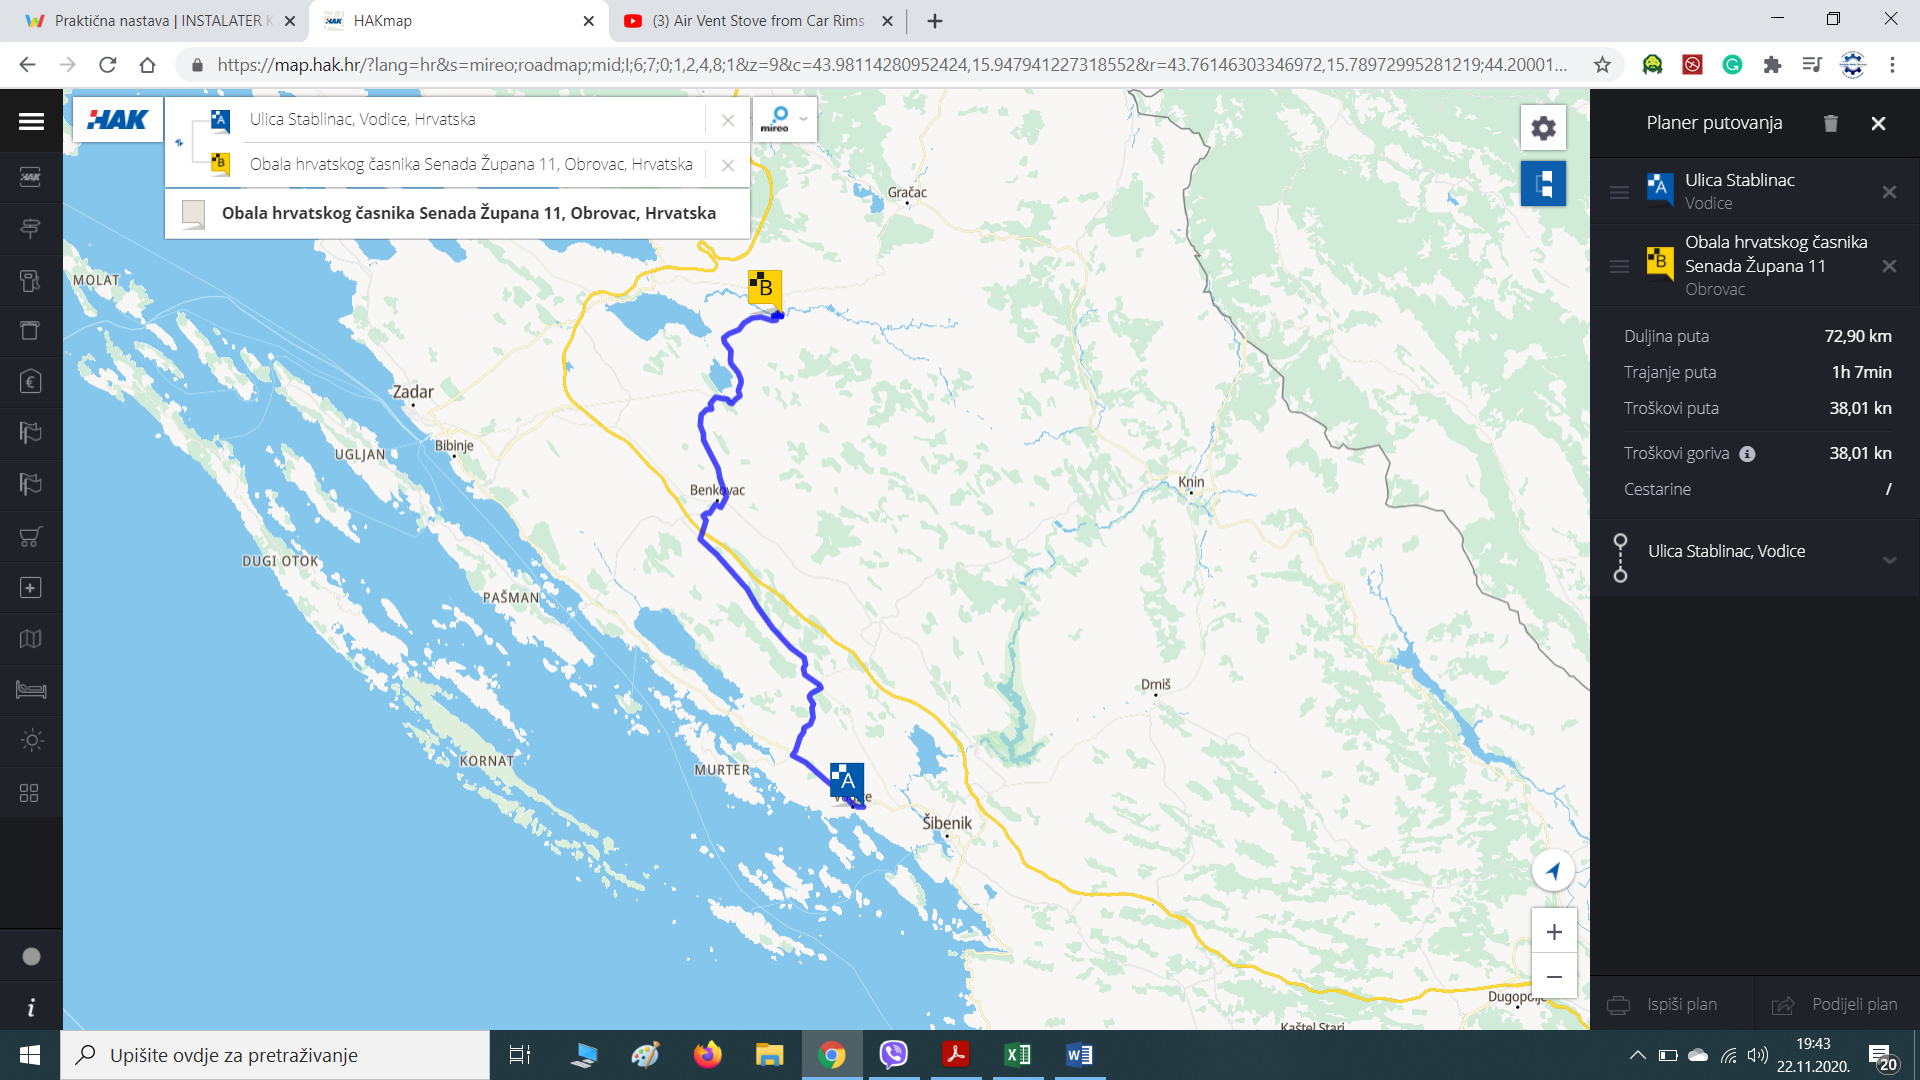 Praktična nastava | INSTALATER K
HAKmap
(3) Air Vent Stove from Car Rims
https://map.hak.hr/?lang=hr&s=mireo;roadmap;mid;l;6;7;0;1,2,4,8;1&z=9&c=43.98114280952424,15.947941227318552&r=43.76146303346972,15.78972995281219;44.20001...
HAK
A
Ulica Stablinac, Vodice, Hrvatska
mireo
B
Obala hrvatskog časnika Senada Župana 11, Obrovac, Hrvatska
Obala hrvatskog časnika Senada Župana 11, Obrovac, Hrvatska
Gračac
MOLAT
B
Zadar
Bibinje
UGLJAN
Benkovac
Knin
DUGI OTOK
PAŠMAN
Drniš
KORNAT
MURTER
A
Šibenik
Dugopolje
Kaštel Stari
Planer putovanja
A
Ulica Stablinac
Vodice
B
Obala hrvatskog časnika
Senada Župana 11
Obrovac
Duljina puta 72,90 km
Trajanje puta 1h 7min
Troškovi puta 38,01 kn
Troškovi goriva i 38,01 kn
Cestarine /
Ulica Stablinac, Vodice
Ispiši plan
Podijeli plan
HAK
€
i
Upišite ovdje za pretraživanje
19:43
22.11.2020.
20